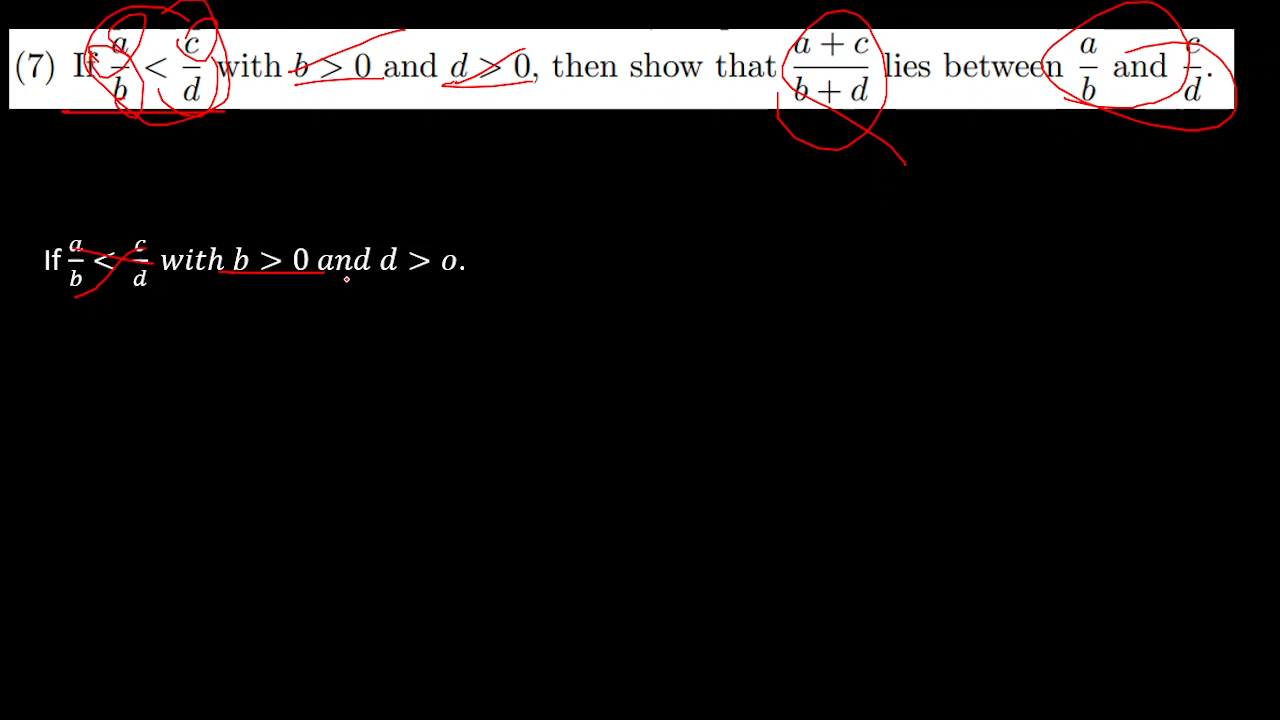 (7) If a/b < c/d with b > 0 and d > 0, then show that (a + c)/(b + d) lies between a/b and c/d.
If a/b < c/d with b > 0 and d > o.